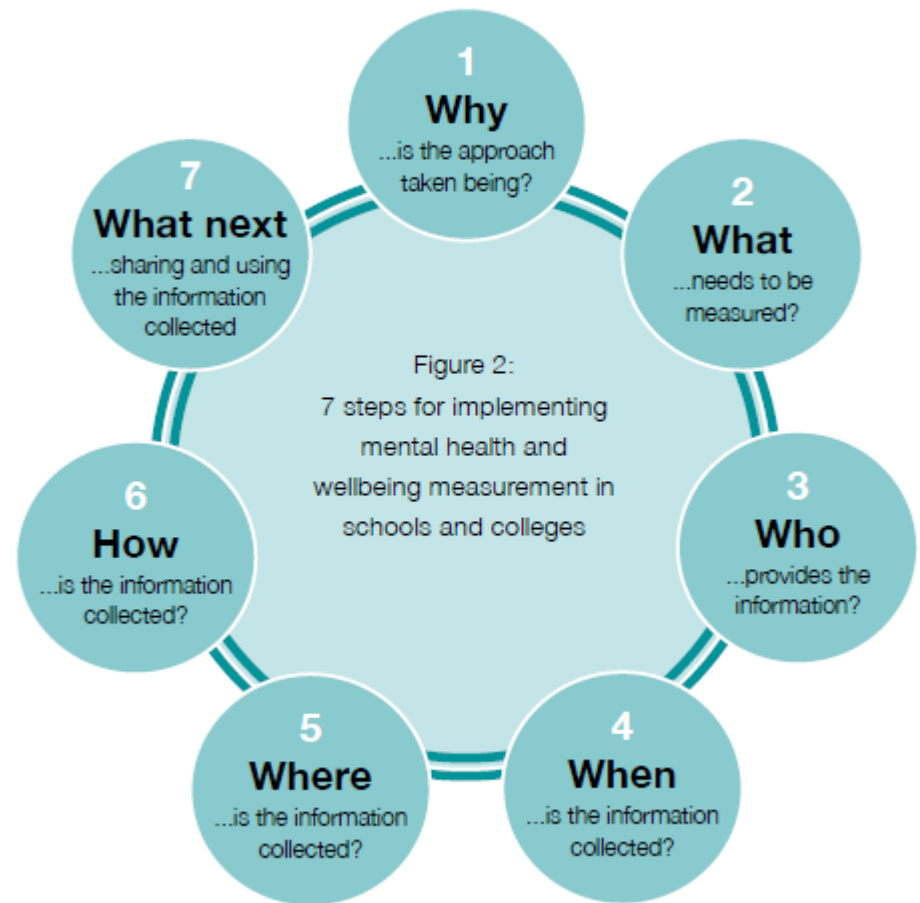 1
Why
...is the approach
taken being?
2
What
...needs to be
measured?
3
Who
...provides the
information?
4
When
...is the information
collected?
5
Where
...is the information
collected?
6
How
...is the information
collected?
7
What next
...sharing and using
the information
collected
Figure 2:
7 steps for implementing
mental health and
wellbeing measurement in
schools and colleges